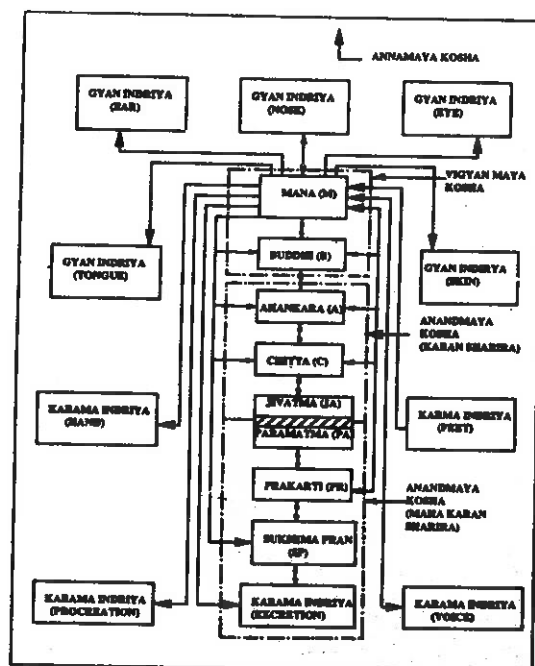 ANNAMAYA KOSHA
GYAN INDRIYA
(EAR)
GYAN INDRIYA
(NOSE)
GYAN INDRIYA
(EYE)
VIGYAN MAYA
KOSHA
MANA (M)
BUDDHI (B)
GYAN INDRIYA
(TONGUE)
GYAN INDIRYA
(SKIN)
AHANKARA (A)
ANANDMAYA
KOSHA
(KARAN SHARIRA)
CHITTA (C)
JIVATMA (JA)
PARAMATMA (PA)
KARAMA INDRIYA
(HAND)
KARMA INDRIYA
(FEET)
PRAKARTI (PR)
ANANDMAYA
KOSHA
(MAHA KARAN
SHARIRA)
SUKSHMA PRAN
(SP)
KARAMA INDRIYA
(PROCREATION)
KARAMA INDRIYA
(EXCRETION)
KARAMA INDRIYA
(VOICE)